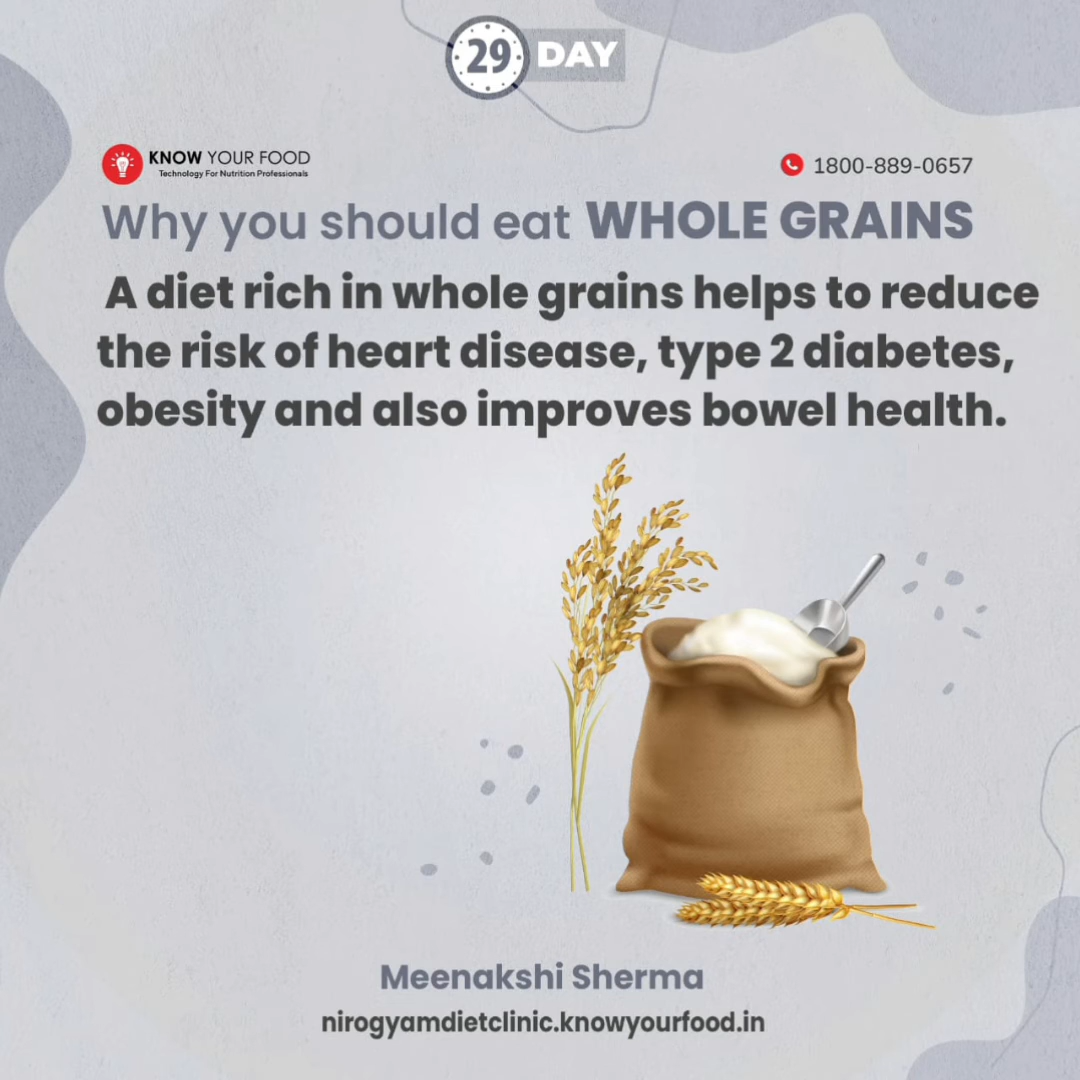 29 DAY
KNOW YOUR FOOD
Technology For Nutrition Professionals
1800-889-0657
Why you should eat WHOLE GRAINS
A diet rich in whole grains helps to reduce
the risk of heart disease, type 2 diabetes,
obesity and also improves bowel health.
Meenakshi Sherma
nirogyamdietclinic.knowyourfood.in